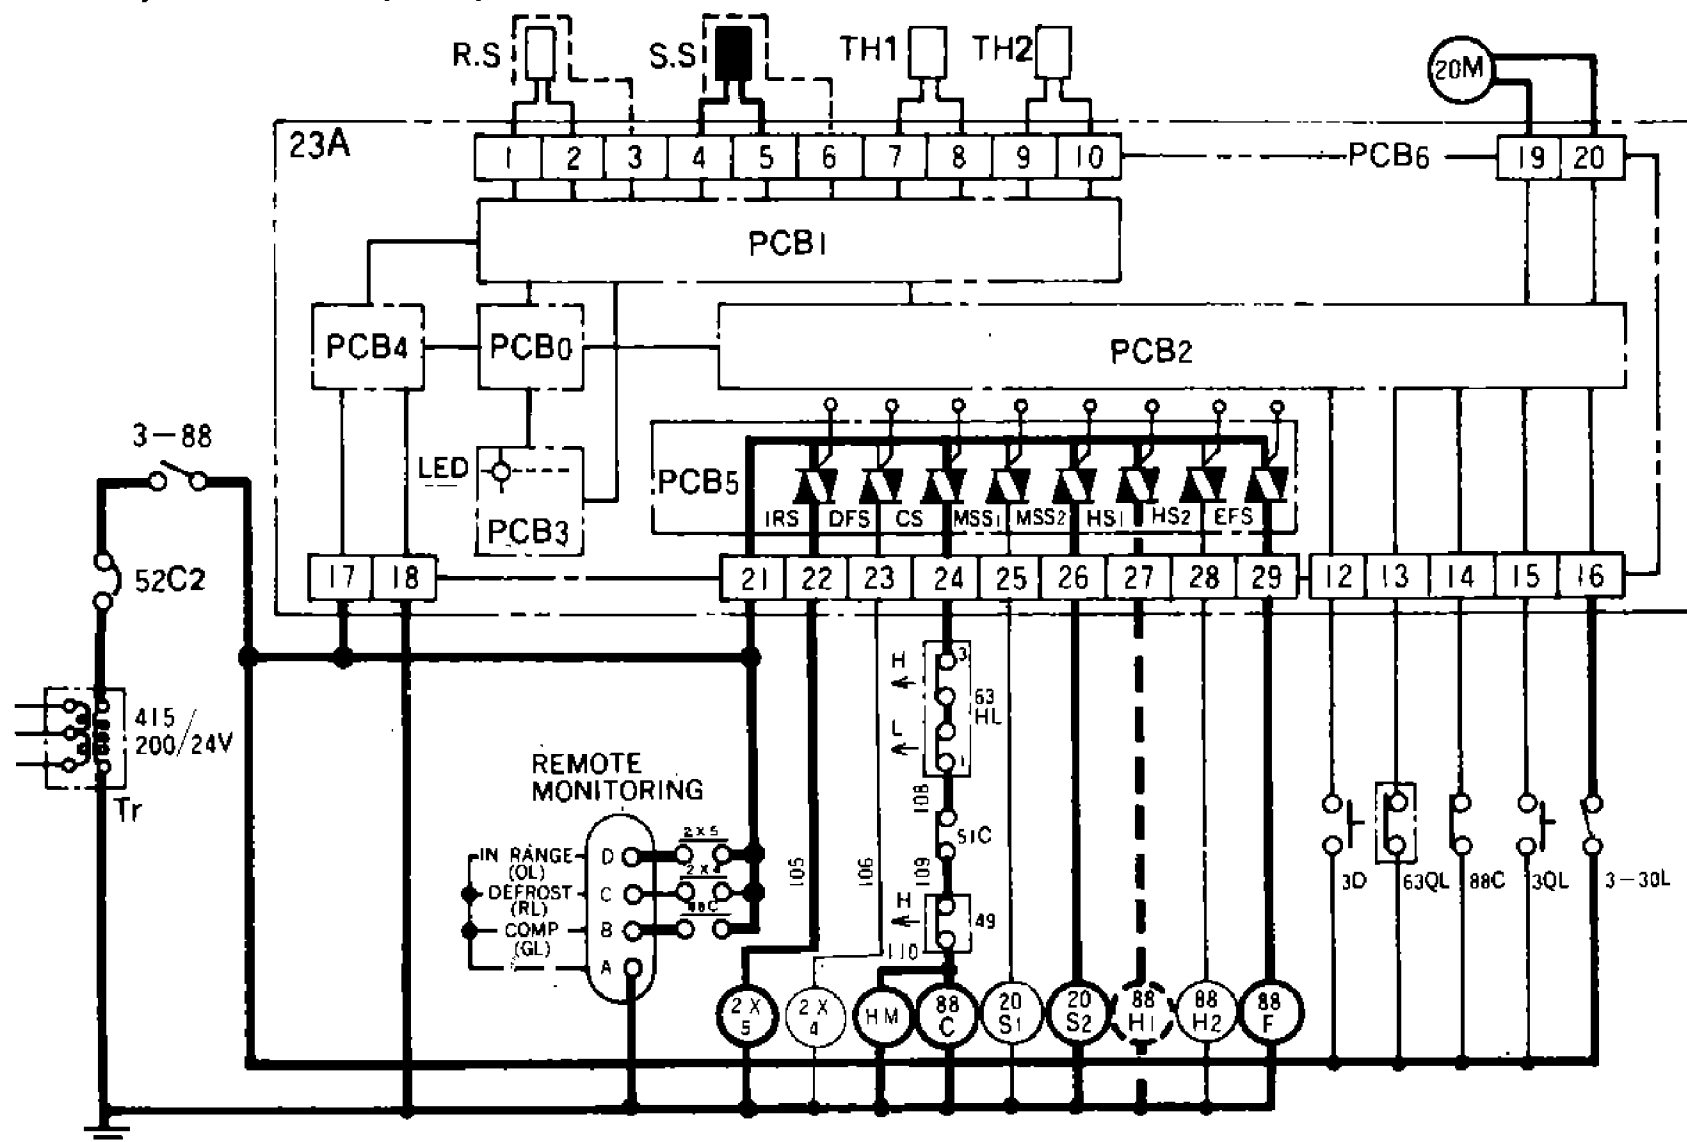 R.S S.S TH1 TH2 20M
23A
1 2 3 4 5 6 7 8 9 10 PCB6 19 20
PCB1
PCB4 PCB0 PCB2
3-88
LED
PCB5
PCB3
IRS DFS CS MSS1 MSS2 HS1 HS2 EFS
17 18 21 22 23 24 25 26 27 28 29 12 13 14 15 16
52C2
H 3
63
HL
L
1
415
200/24V
Tr
REMOTE
MONITORING
108
51C
2X5
IN RANGE D
(OL)
2X4
DEFROST C
(RL)
88C
COMP B
(GL)
A
105 106 109
H
49
110
3D 63QL 88C 3QL 3-30L
2X
5
2X
4
HM
88
C
20
S1
20
S2
88
H1
88
H2
88
F